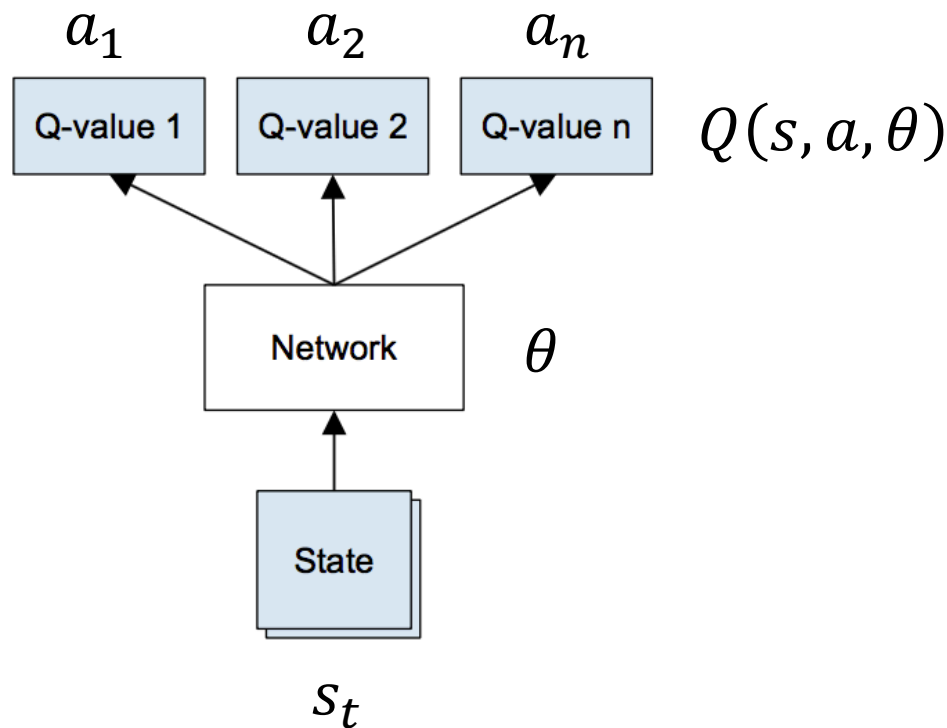 a₁ a₂ aₙ
Q-value 1 Q-value 2 Q-value n Q(s, a, θ)
Network θ
State
sₜ